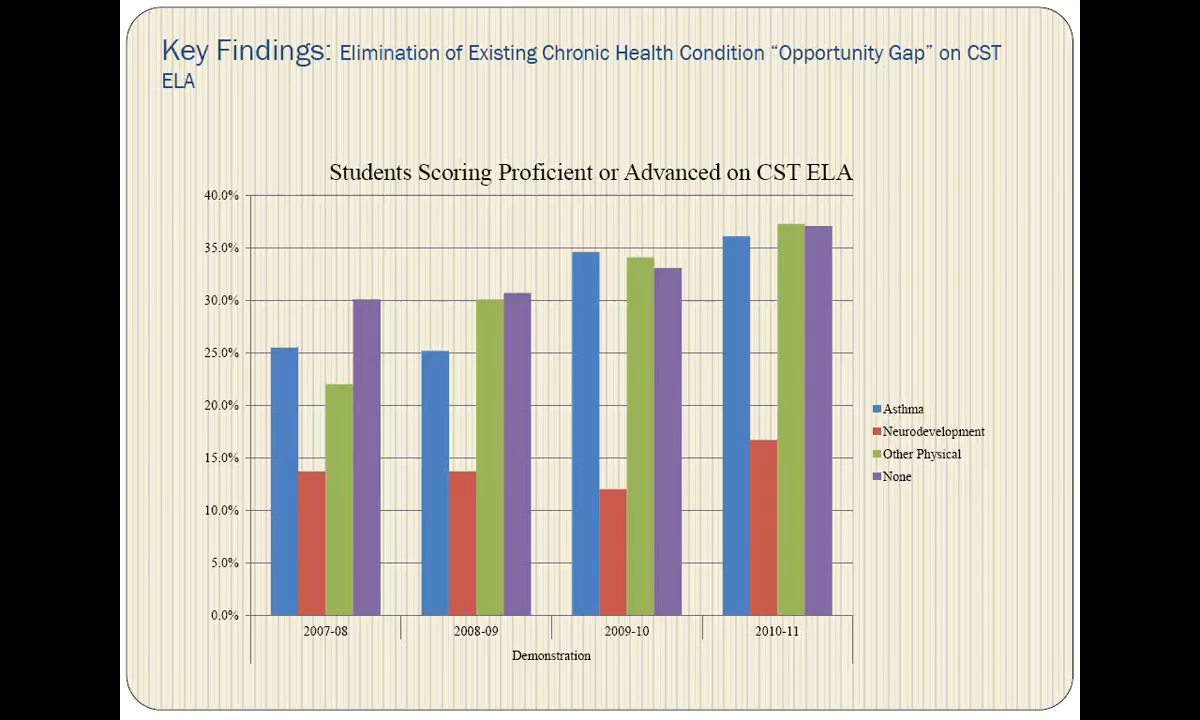 Key Findings: Elimination of Existing Chronic Health Condition “Opportunity Gap” on CST
ELA
Students Scoring Proficient or Advanced on CST ELA
40.0%
35.0%
30.0%
25.0%
20.0%
15.0%
10.0%
5.0%
0.0%
Asthma
Neurodevelopment
Other Physical
None
2007-08 2008-09 2009-10 2010-11
Demonstration